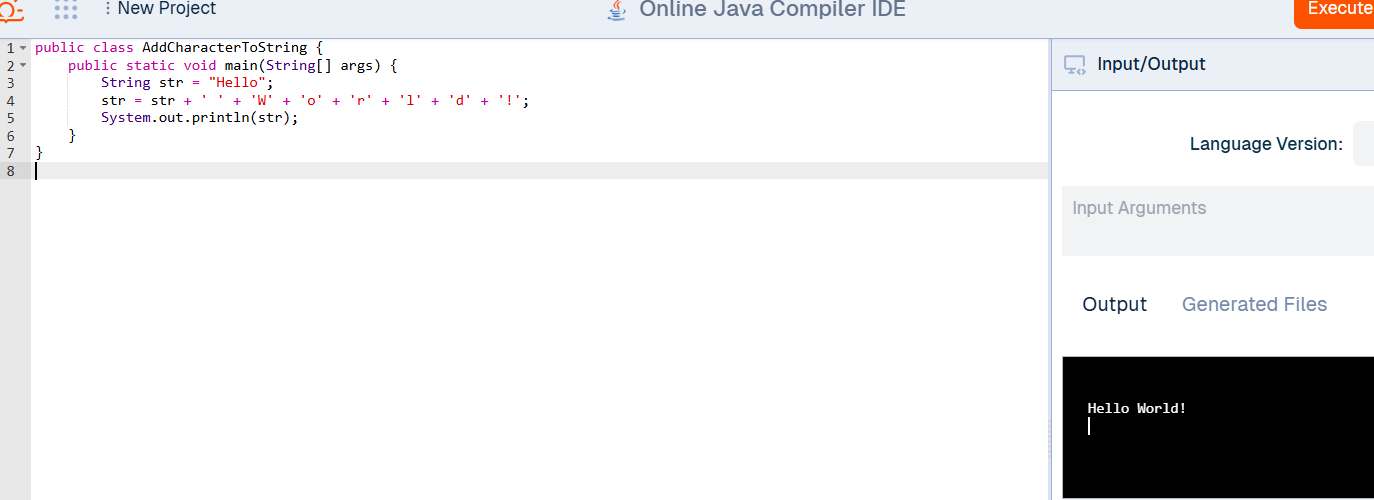 New Project
Online Java Compiler IDE
Execute
1 public class AddCharacterToString {
2 public static void main(String[] args) {
3 String str = "Hello";
4 str = str + ' ' + 'W' + 'o' + 'r' + 'l' + 'd' + '!';
5 System.out.println(str);
6 }
7 }
8
Input/Output
Language Version:
Input Arguments
Output Generated Files
Hello World!